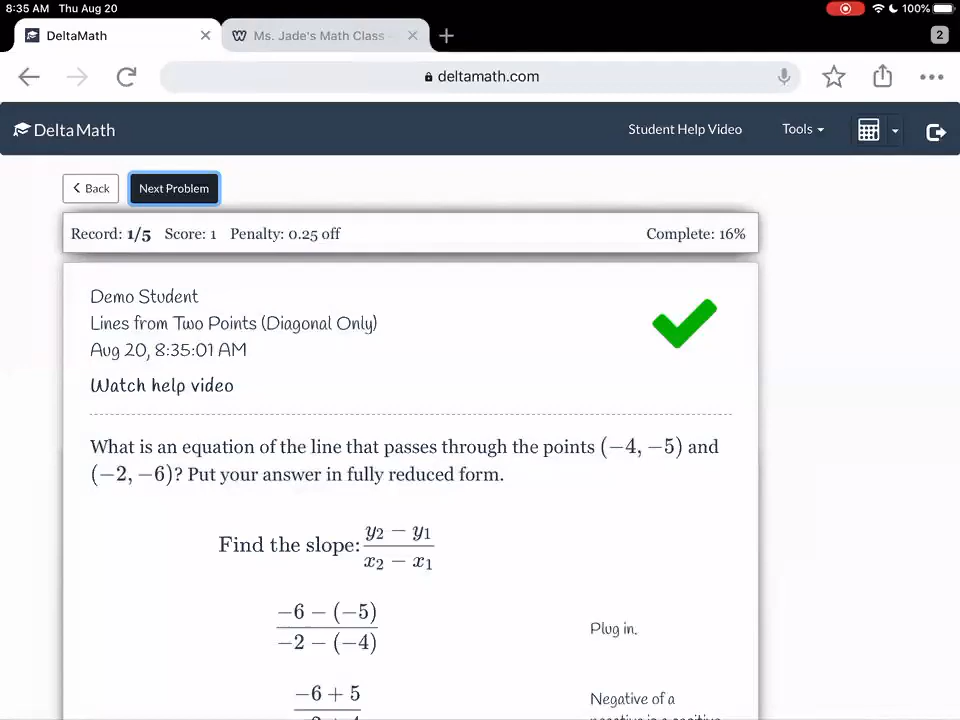 8:35 AM Thu Aug 20 100%
DeltaMath Ms. Jade's Math Class - 2
deltamath.com
DeltaMath Student Help Video Tools
Back Next Problem
Record: 1/5 Score: 1 Penalty: 0.25 off Complete: 16%
Demo Student
Lines from Two Points (Diagonal Only)
Aug 20, 8:35:01 AM
Watch help video
What is an equation of the line that passes through the points (−4, −5) and
(−2, −6)? Put your answer in fully reduced form.
Find the slope: y2 − y1
x2 − x1
−6 − (−5)
−2 − (−4)
Plug in.
−6 + 5
Negative of a